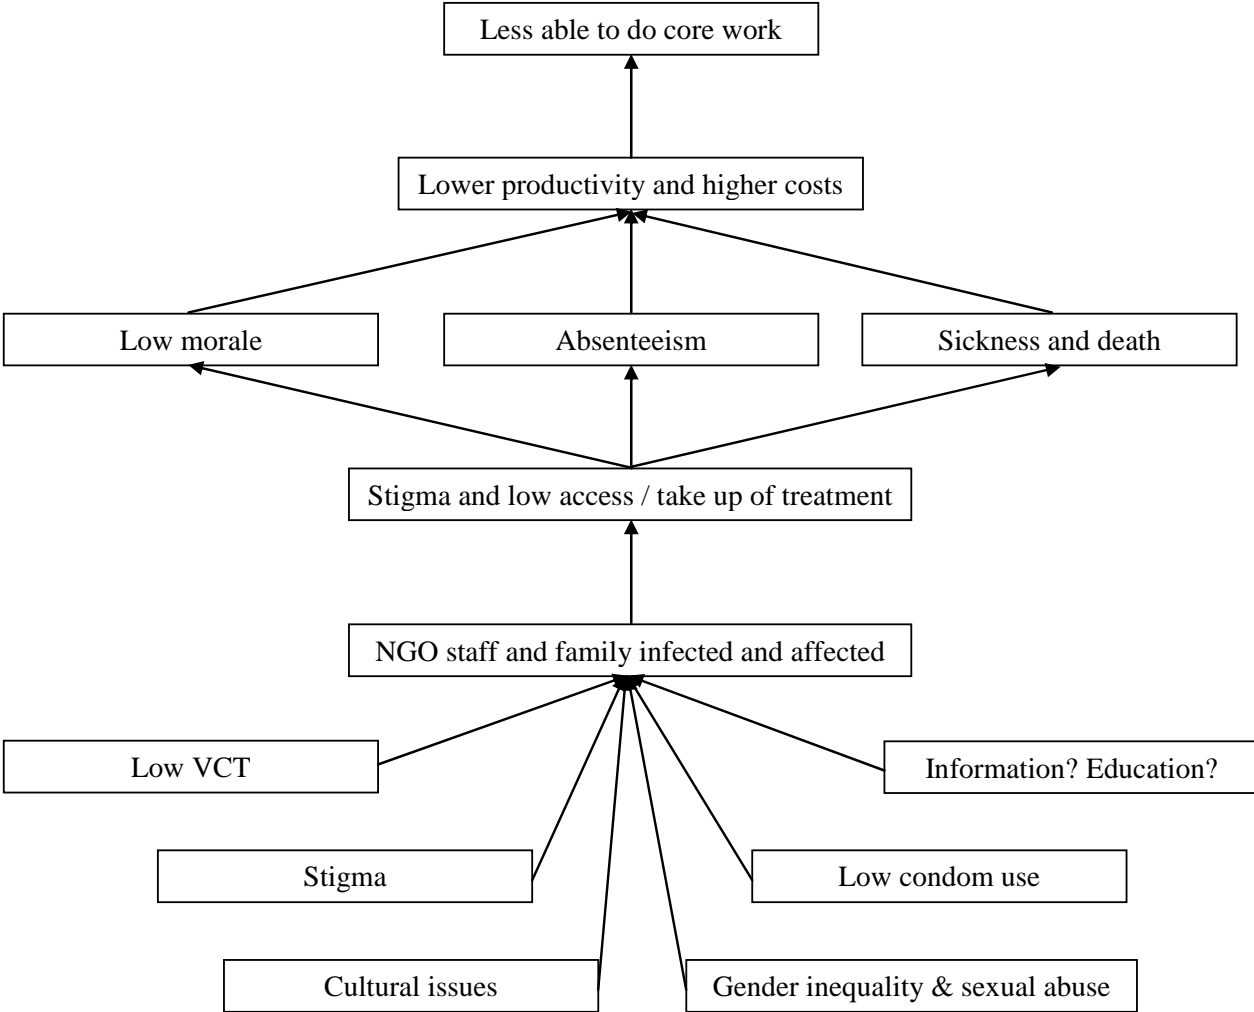 Less able to do core work
Lower productivity and higher costs
Low morale
Absenteeism
Sickness and death
Stigma and low access / take up of treatment
NGO staff and family infected and affected
Low VCT
Information? Education?
Stigma
Low condom use
Cultural issues
Gender inequality & sexual abuse